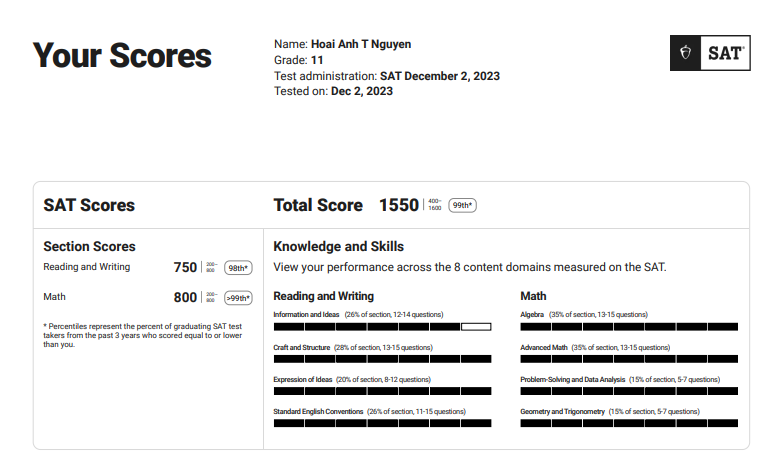 Your Scores
Name: Hoai Anh T Nguyen
Grade: 11
Test administration: SAT December 2, 2023
Tested on: Dec 2, 2023
SAT
SAT Scores
Total Score 1550 400–1600 99th*
Section Scores
Reading and Writing 750 200–800 98th*
Math 800 200–800 >99th*
* Percentiles represent the percent of graduating SAT test
takers from the past 3 years who scored equal to or lower
than you.
Knowledge and Skills
View your performance across the 8 content domains measured on the SAT.
Reading and Writing
Information and Ideas (26% of section, 12-14 questions)
Craft and Structure (28% of section, 13-15 questions)
Expression of Ideas (20% of section, 8-12 questions)
Standard English Conventions (26% of section, 11-15 questions)
Math
Algebra (35% of section, 13-15 questions)
Advanced Math (35% of section, 13-15 questions)
Problem-Solving and Data Analysis (15% of section, 5-7 questions)
Geometry and Trigonometry (15% of section, 5-7 questions)